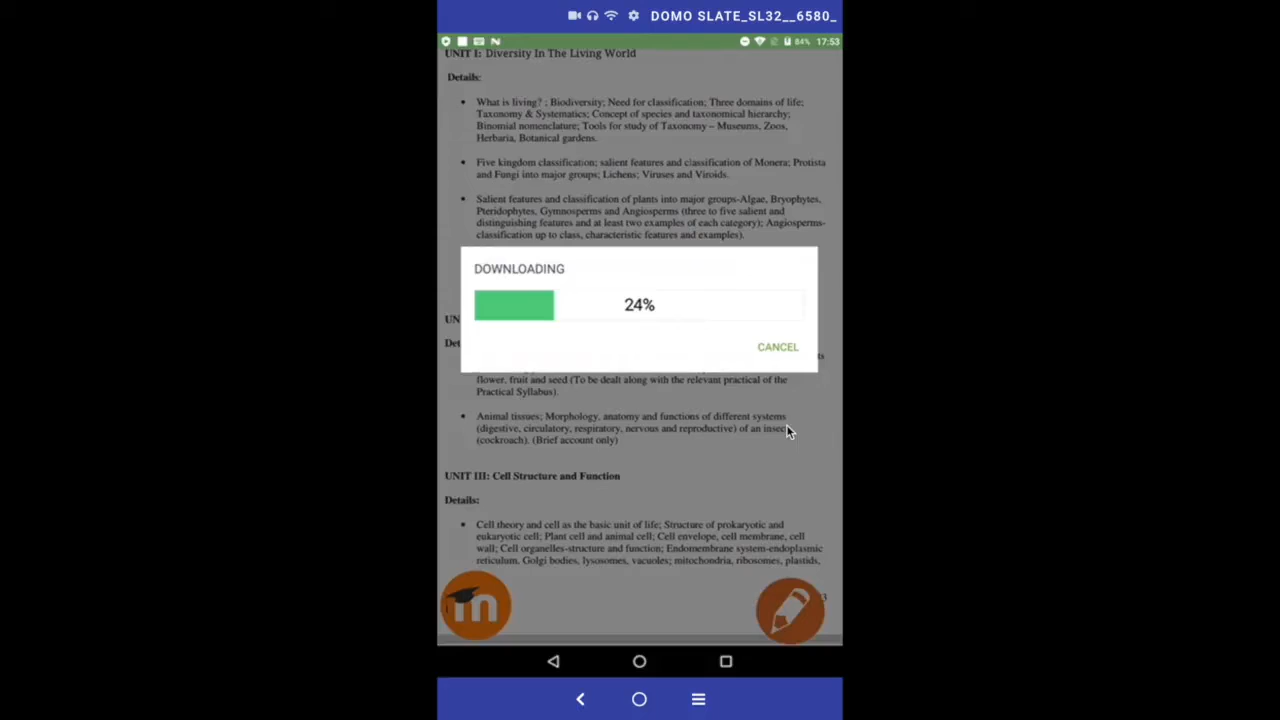 DOMO SLATE_SL32__6580_
84% 17:53
UNIT I: Diversity In The Living World
Details:
• What is living? ; Biodiversity; Need for classification; Three domains of life;
Taxonomy & Systematics; Concept of species and taxonomical hierarchy;
Binomial nomenclature; Tools for study of Taxonomy – Museums, Zoos,
Herbaria, Botanical gardens.
• Five kingdom classification; salient features and classification of Monera; Protista
and Fungi into major groups; Lichens; Viruses and Viroids.
• Salient features and classification of plants into major groups-Algae, Bryophytes,
Pteridophytes, Gymnosperms and Angiosperms (three to five salient and
distinguishing features and at least two examples of each category); Angiosperms-
classification up to class, characteristic features and examples).
DOWNLOADING
24%
CANCEL
UN
Det
ts
flower, fruit and seed (To be dealt along with the relevant practical of the
Practical Syllabus).
• Animal tissues; Morphology, anatomy and functions of different systems
(digestive, circulatory, respiratory, nervous and reproductive) of an insect
(cockroach). (Brief account only)
UNIT III: Cell Structure and Function
Details:
• Cell theory and cell as the basic unit of life; Structure of prokaryotic and
eukaryotic cell; Plant cell and animal cell; Cell envelope, cell membrane, cell
wall; Cell organelles-structure and function; Endomembrane system-endoplasmic
reticulum, Golgi bodies, lysosomes, vacuoles; mitochondria, ribosomes, plastids,
3
m